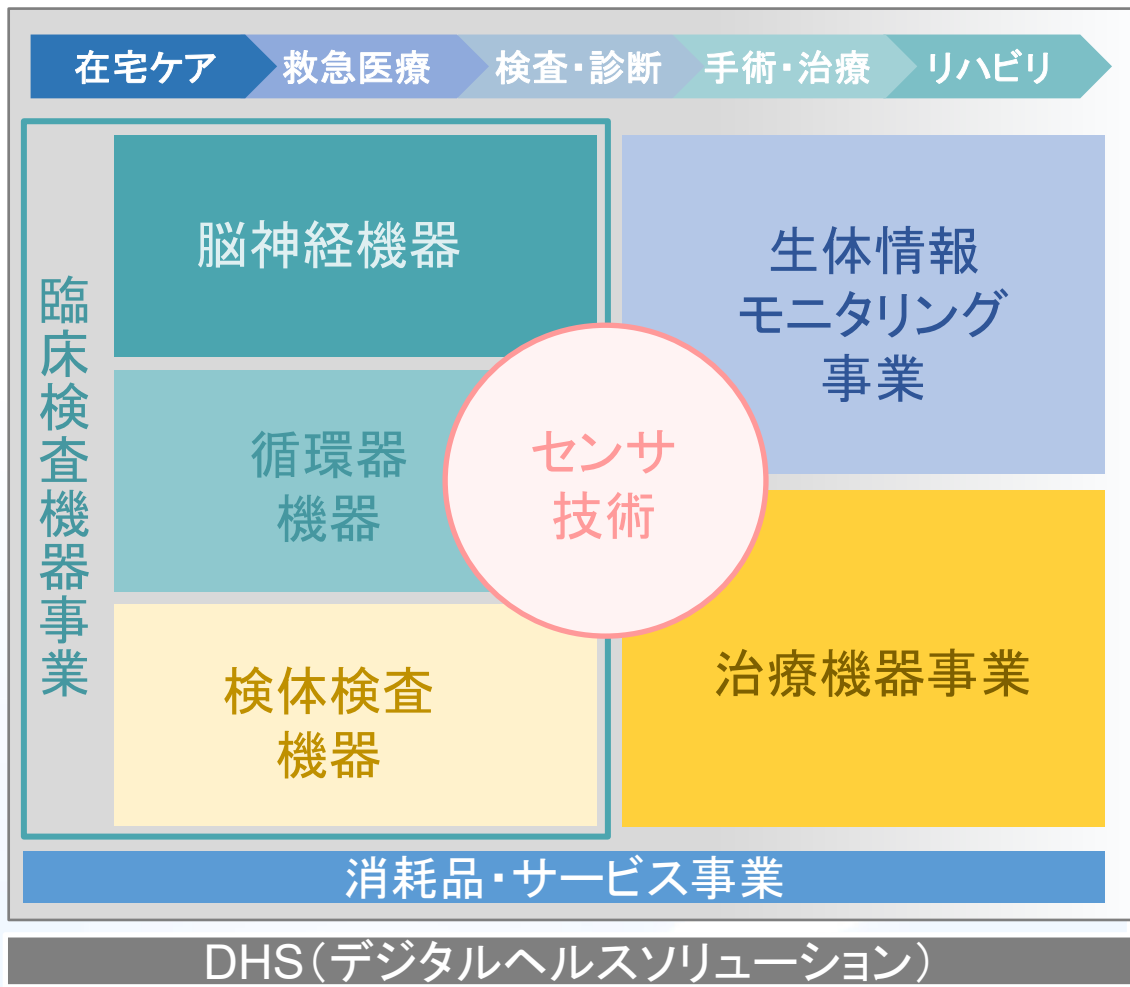 在宅ケア
救急医療
検査・診断
手術・治療
リハビリ
臨床検査機器事業
脳神経機器
循環器
機器
検体検査
機器
センサ
技術
生体情報
モニタリング
事業
治療機器事業
消耗品・サービス事業
DHS(デジタルヘルスソリューション)